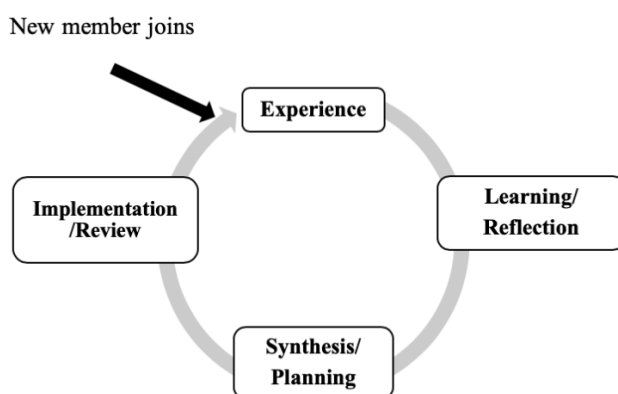 New member joins
Experience
Learning/
Reflection
Implementation
/Review
Synthesis/
Planning